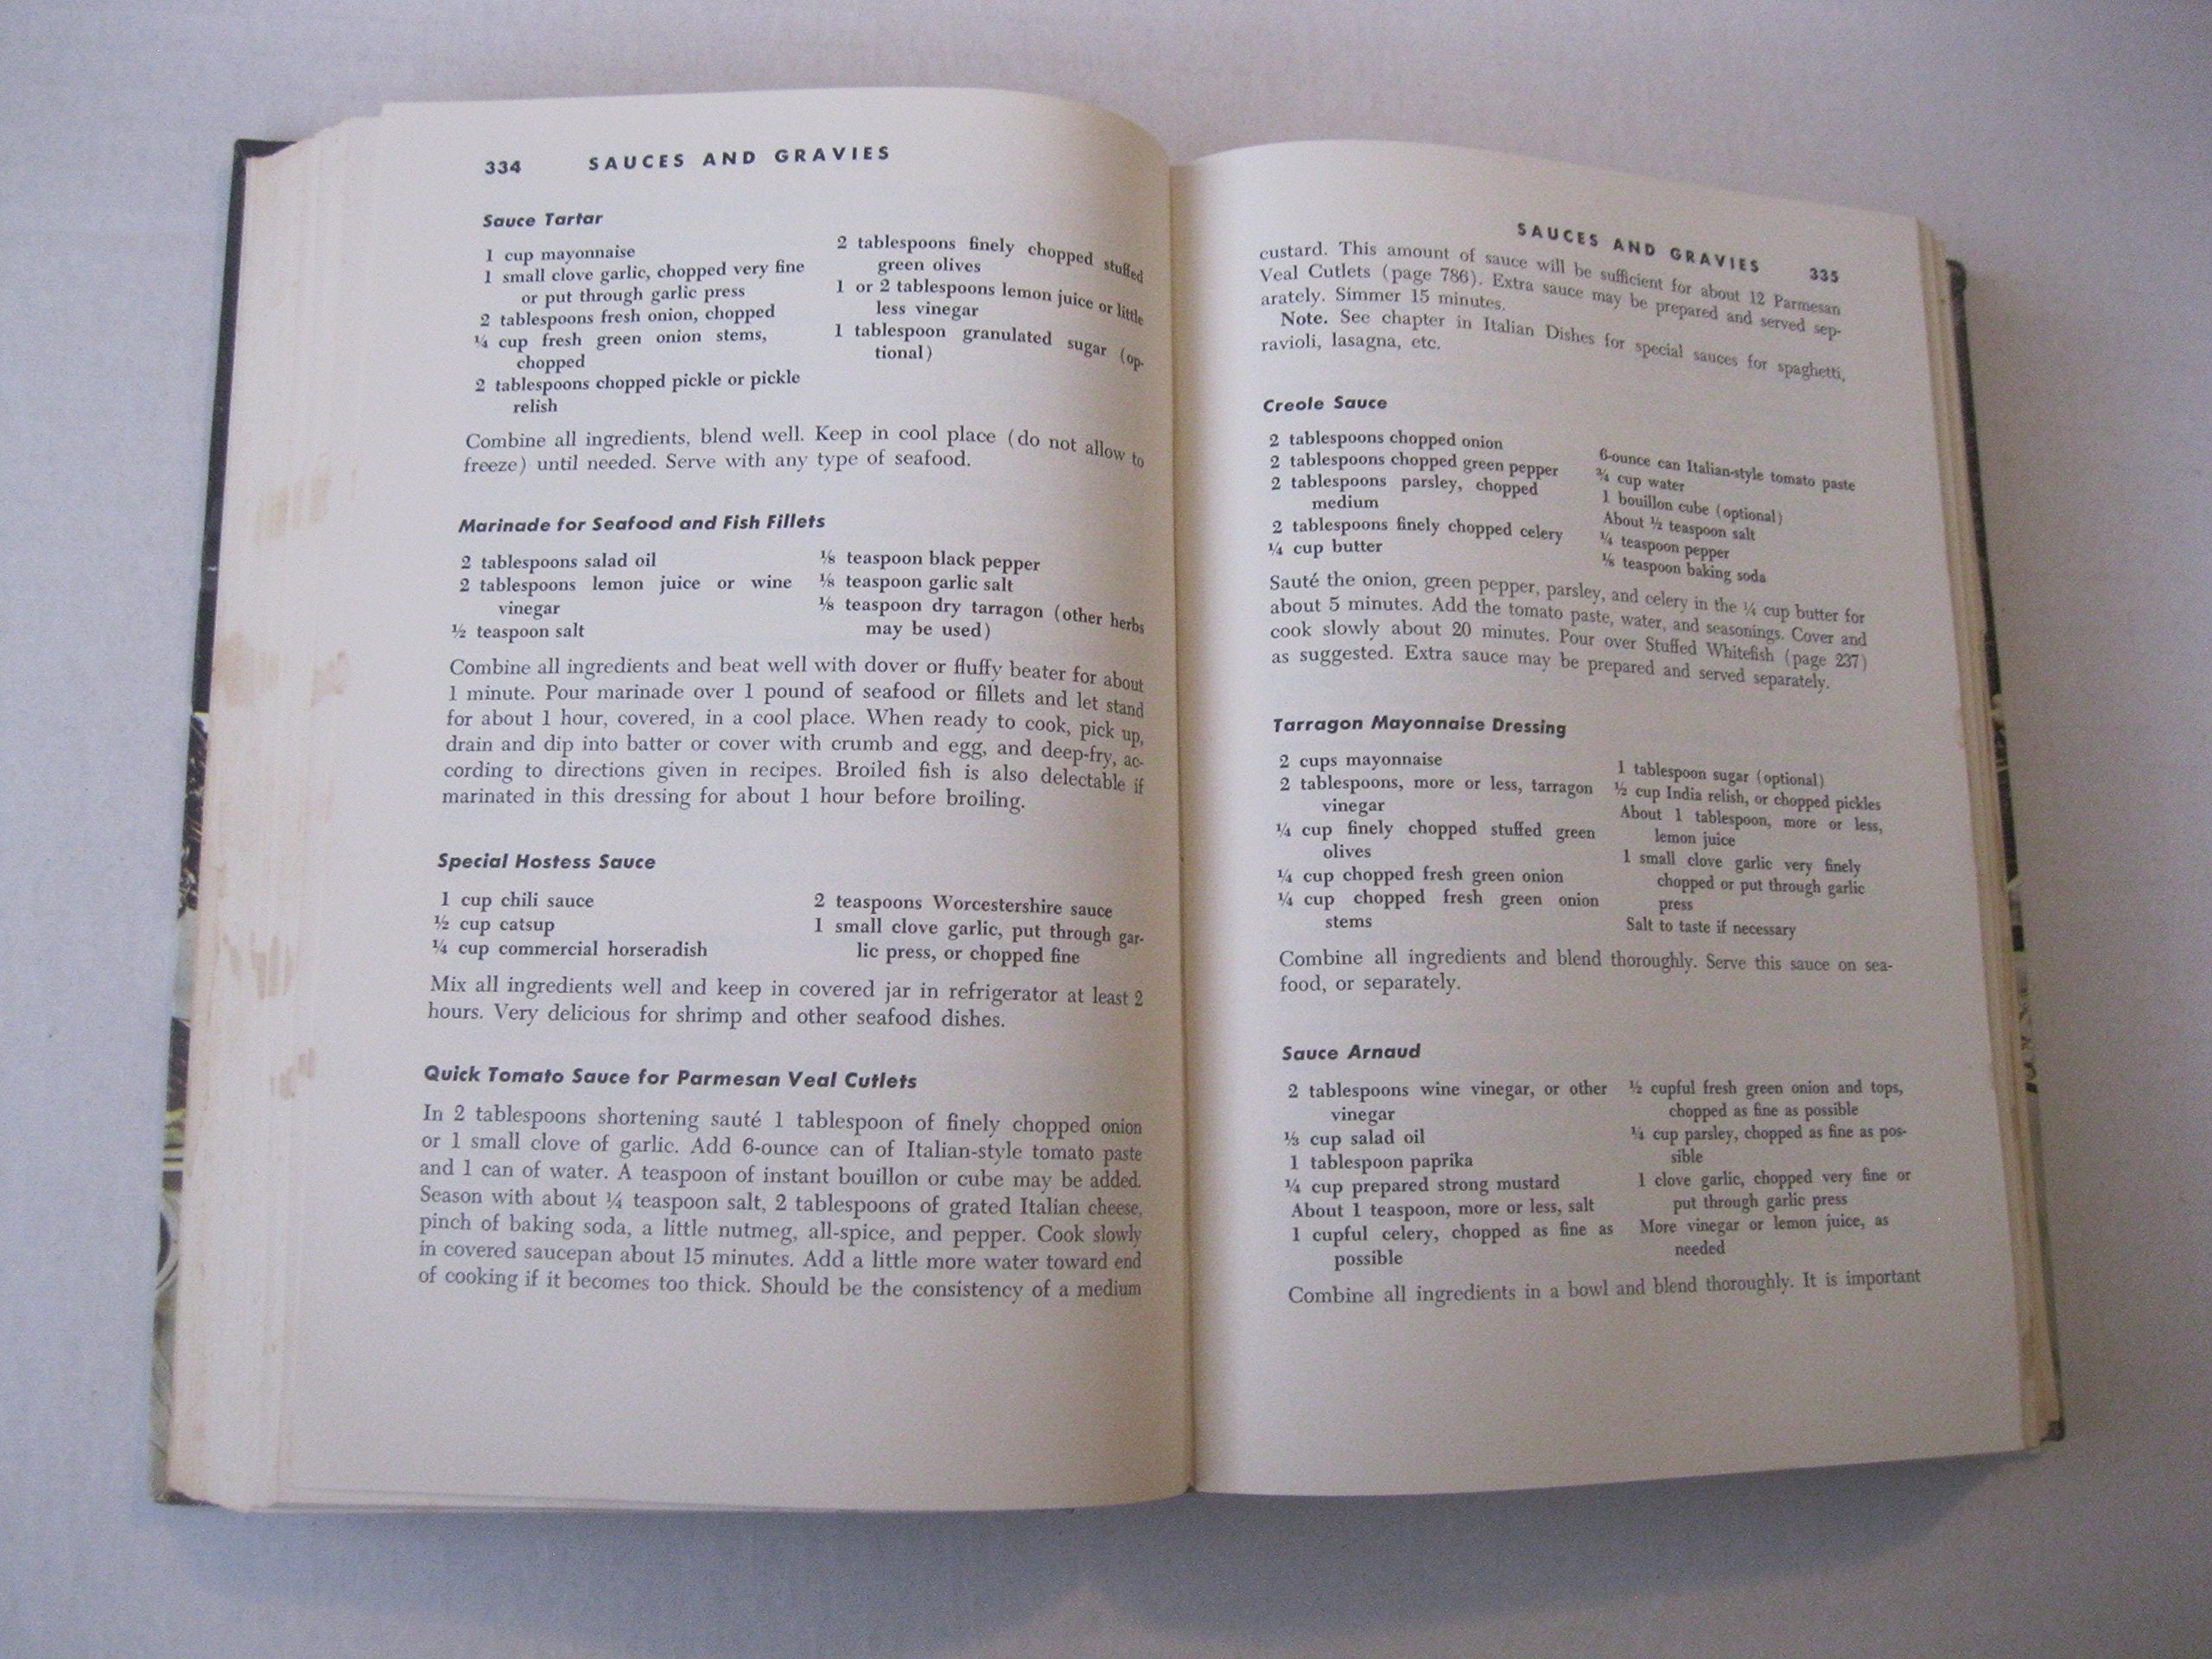 334 SAUCES AND GRAVIES
Sauce Tartar
1 cup mayonnaise
1 small clove garlic, chopped very fine
or put through garlic press
2 tablespoons fresh onion, chopped
¼ cup fresh green onion stems,
chopped
2 tablespoons chopped pickle or pickle
relish
2 tablespoons finely chopped stuffed
green olives
1 or 2 tablespoons lemon juice or little
less vinegar
1 tablespoon granulated sugar (op-
tional)
Combine all ingredients, blend well. Keep in cool place (do not allow to
freeze) until needed. Serve with any type of seafood.
Marinade for Seafood and Fish Fillets
2 tablespoons salad oil
2 tablespoons lemon juice or wine
vinegar
½ teaspoon salt
⅛ teaspoon black pepper
⅛ teaspoon garlic salt
⅛ teaspoon dry tarragon (other herbs
may be used)
Combine all ingredients and beat well with dover or fluffy beater for about
1 minute. Pour marinade over 1 pound of seafood or fillets and let stand
for about 1 hour, covered, in a cool place. When ready to cook, pick up,
drain and dip into batter or cover with crumb and egg, and deep-fry, ac-
cording to directions given in recipes. Broiled fish is also delectable if
marinated in this dressing for about 1 hour before broiling.
Special Hostess Sauce
1 cup chili sauce
½ cup catsup
¼ cup commercial horseradish
2 teaspoons Worcestershire sauce
1 small clove garlic, put through gar-
lic press, or chopped fine
Mix all ingredients well and keep in covered jar in refrigerator at least 2
hours. Very delicious for shrimp and other seafood dishes.
Quick Tomato Sauce for Parmesan Veal Cutlets
In 2 tablespoons shortening sauté 1 tablespoon of finely chopped onion
or 1 small clove of garlic. Add 6-ounce can of Italian-style tomato paste
and 1 can of water. A teaspoon of instant bouillon or cube may be added.
Season with about ¼ teaspoon salt, 2 tablespoons of grated Italian cheese,
pinch of baking soda, a little nutmeg, all-spice, and pepper. Cook slowly
in covered saucepan about 15 minutes. Add a little more water toward end
of cooking if it becomes too thick. Should be the consistency of a medium
SAUCES AND GRAVIES 335
custard. This amount of sauce will be sufficient for about 12 Parmesan
Veal Cutlets (page 786). Extra sauce may be prepared and served sep-
arately. Simmer 15 minutes.
Note. See chapter in Italian Dishes for special sauces for spaghetti,
ravioli, lasagna, etc.
Creole Sauce
2 tablespoons chopped onion
2 tablespoons chopped green pepper
2 tablespoons parsley, chopped
medium
2 tablespoons finely chopped celery
¼ cup butter
6-ounce can Italian-style tomato paste
¾ cup water
1 bouillon cube (optional)
About ½ teaspoon salt
¼ teaspoon pepper
⅛ teaspoon baking soda
Sauté the onion, green pepper, parsley, and celery in the ¼ cup butter for
about 5 minutes. Add the tomato paste, water, and seasonings. Cover and
cook slowly about 20 minutes. Pour over Stuffed Whitefish (page 237)
as suggested. Extra sauce may be prepared and served separately.
Tarragon Mayonnaise Dressing
2 cups mayonnaise
2 tablespoons, more or less, tarragon
vinegar
¼ cup finely chopped stuffed green
olives
¼ cup chopped fresh green onion
¼ cup chopped fresh green onion
stems
1 tablespoon sugar (optional)
½ cup India relish, or chopped pickles
About 1 tablespoon, more or less,
lemon juice
1 small clove garlic very finely
chopped or put through garlic
press
Salt to taste if necessary
Combine all ingredients and blend thoroughly. Serve this sauce on sea-
food, or separately.
Sauce Arnaud
2 tablespoons wine vinegar, or other
vinegar
⅓ cup salad oil
1 tablespoon paprika
¼ cup prepared strong mustard
About 1 teaspoon, more or less, salt
1 cupful celery, chopped as fine as
possible
½ cupful fresh green onion and tops,
chopped as fine as possible
¼ cup parsley, chopped as fine as pos-
sible
1 clove garlic, chopped very fine or
put through garlic press
More vinegar or lemon juice, as
needed
Combine all ingredients in a bowl and blend thoroughly. It is important